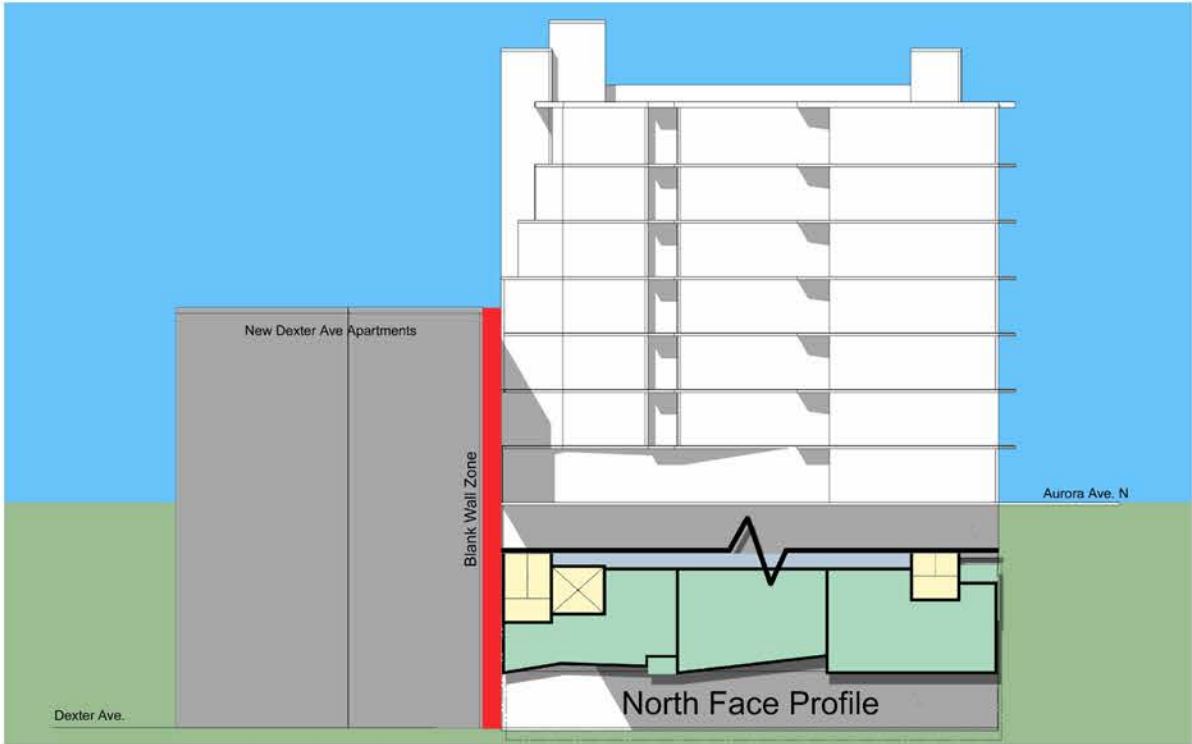 New Dexter Ave Apartments
Blank Wall Zone
Aurora Ave. N
North Face Profile
Dexter Ave.